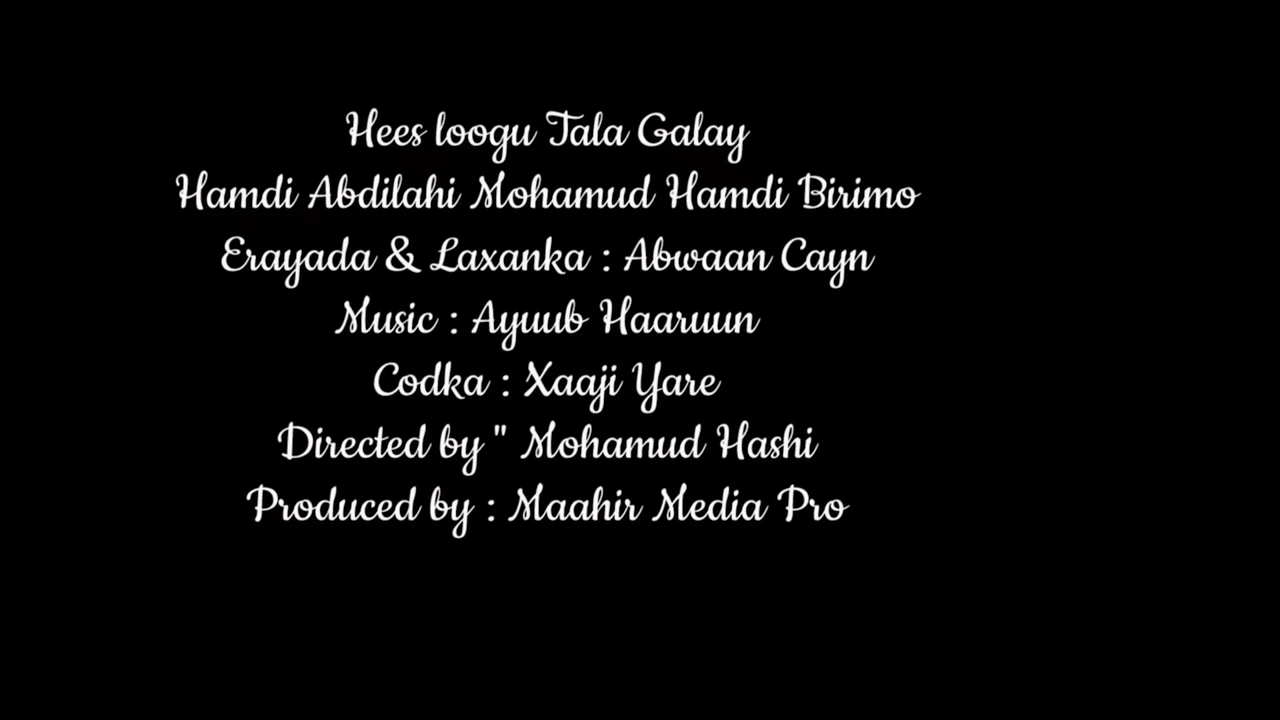 Hees loogu Tala Galay
Hamdi Abdilahi Mohamud Hamdi Birimo
Erayada & Laxanka : Abwaan Cayn
Music : Ayuub Haaruun
Codka : Xaaji Yare
Directed by " Mohamud Hashi
Produced by : Maahir Media Pro